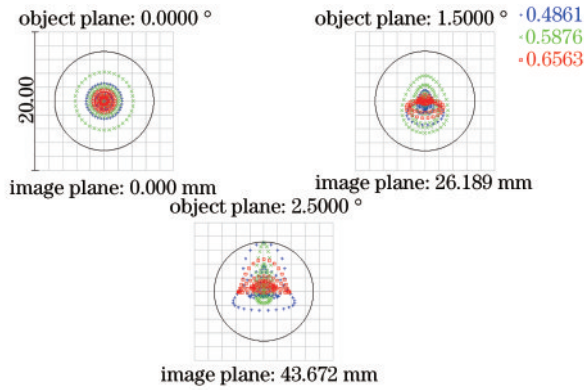 object plane: 0.0000 °
object plane: 1.5000 °
0.4861
0.5876
0.6563
20.00
image plane: 0.000 mm
image plane: 26.189 mm
object plane: 2.5000 °
image plane: 43.672 mm